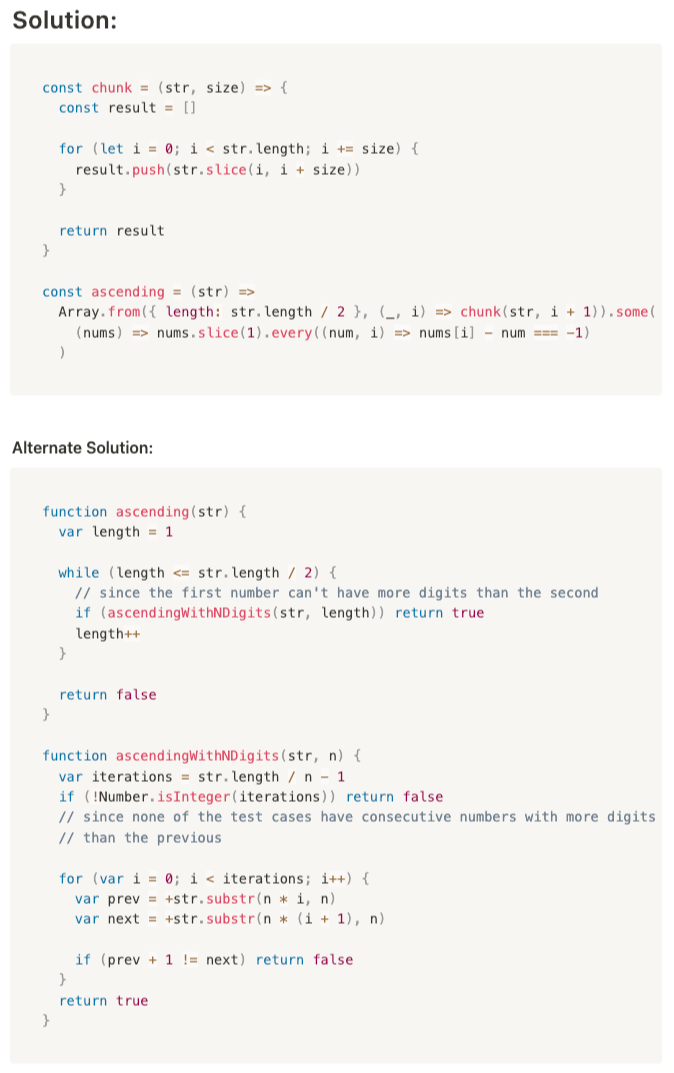 Solution:
const chunk = (str, size) => {
  const result = []
  for (let i = 0; i < str.length; i += size) {
    result.push(str.slice(i, i + size))
  }
  return result
}
const ascending = (str) =>
  Array.from({ length: str.length / 2 }, (_, i) => chunk(str, i + 1)).some(
    (nums) => nums.slice(1).every((num, i) => nums[i] - num === -1)
  )
Alternate Solution:
function ascending(str) {
  var length = 1
  while (length <= str.length / 2) {
    // since the first number can't have more digits than the second
    if (ascendingWithNDigits(str, length)) return true
    length++
  }
  return false
}
function ascendingWithNDigits(str, n) {
  var iterations = str.length / n - 1
  if (!Number.isInteger(iterations)) return false
  // since none of the test cases have consecutive numbers with more digits
  // than the previous
  for (var i = 0; i < iterations; i++) {
    var prev = +str.substr(n * i, n)
    var next = +str.substr(n * (i + 1), n)
    if (prev + 1 != next) return false
  }
  return true
}